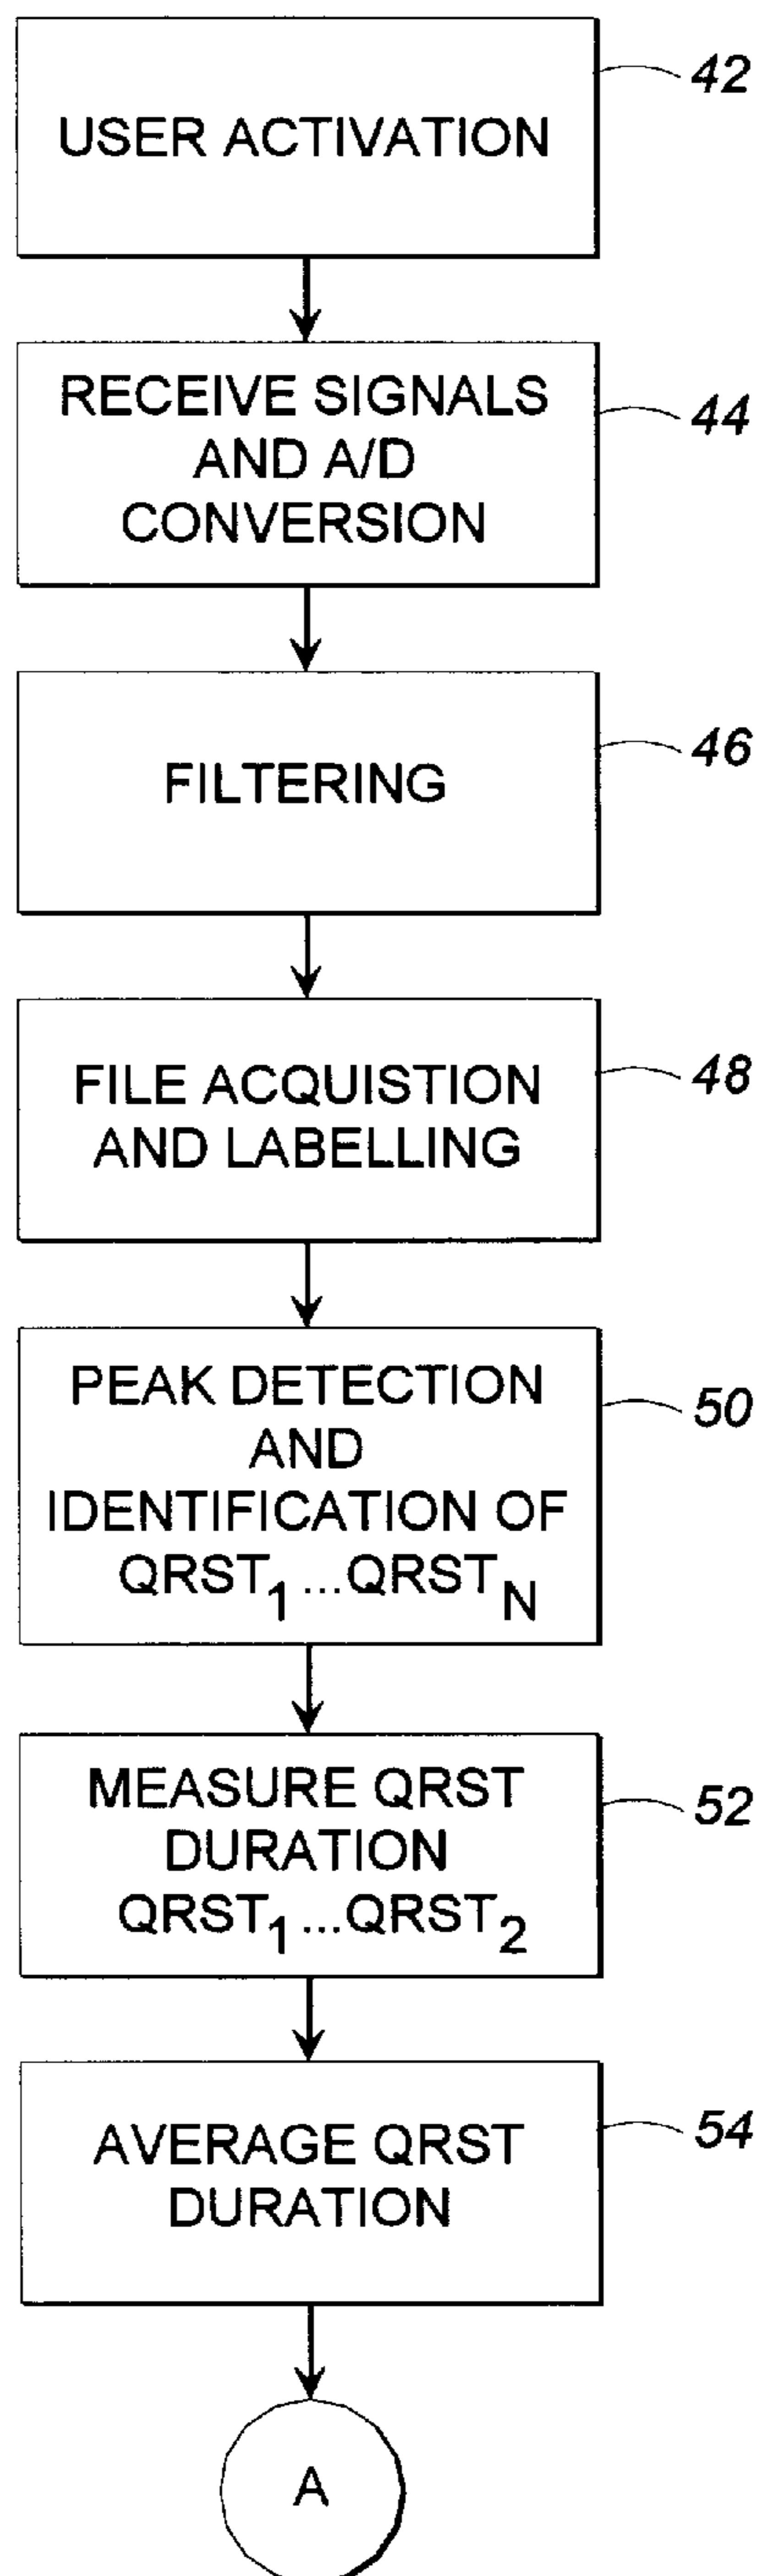 USER ACTIVATION
42
RECEIVE SIGNALS
AND A/D
CONVERSION
44
FILTERING
46
FILE ACQUISTION
AND LABELLING
48
PEAK DETECTION
AND
IDENTIFICATION OF
QRST1...QRSTN
50
MEASURE QRST
DURATION
QRST1...QRST2
52
AVERAGE QRST
DURATION
54
A